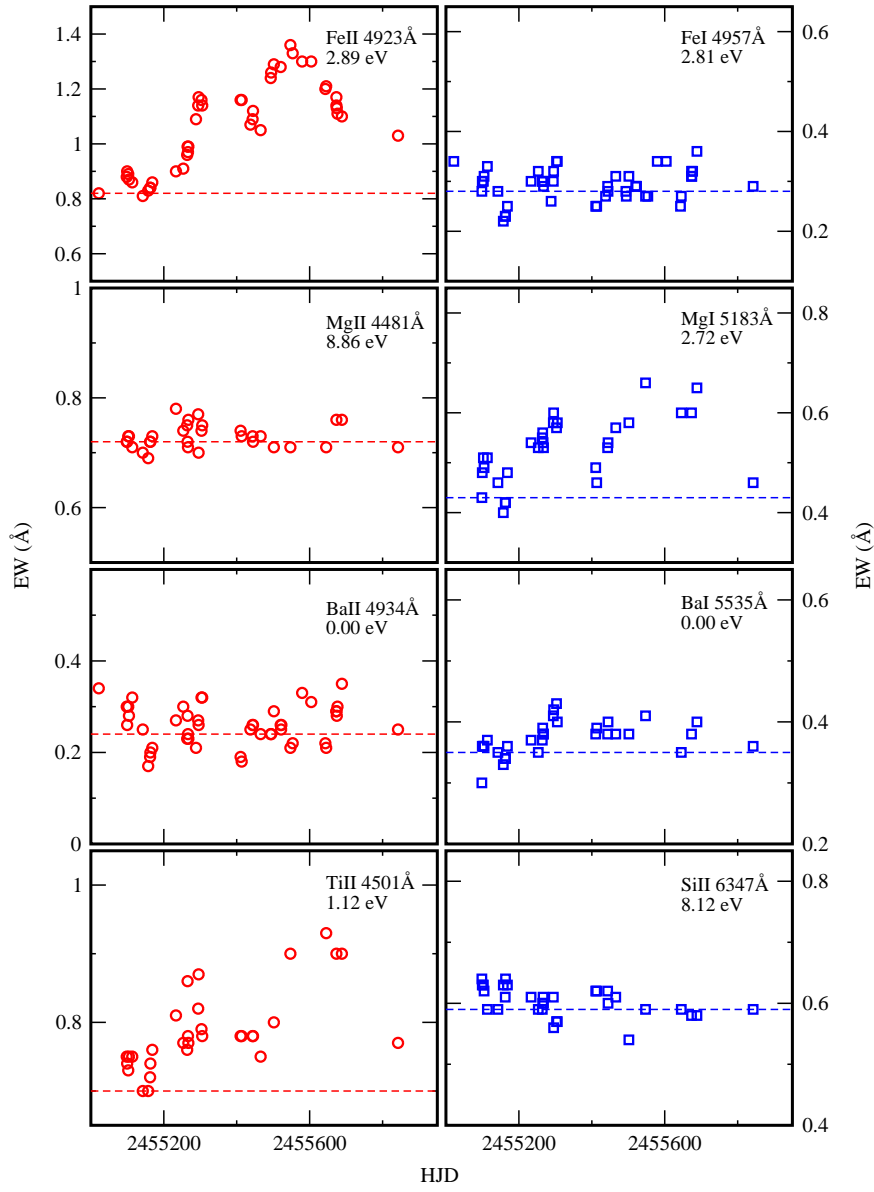 FeII 4923Å
2.89 eV
1.4
1.2
1
0.8
0.6
FeI 4957Å
2.81 eV
0.6
0.4
0.2
MgII 4481Å
8.86 eV
1
0.8
0.6
MgI 5183Å
2.72 eV
0.8
0.6
0.4
EW (Å)
EW (Å)
BaII 4934Å
0.00 eV
0.4
0.2
0
BaI 5535Å
0.00 eV
0.6
0.4
0.2
TiII 4501Å
1.12 eV
1
0.8
SiII 6347Å
8.12 eV
0.8
0.6
0.4
2455200
2455600
2455200
2455600
HJD